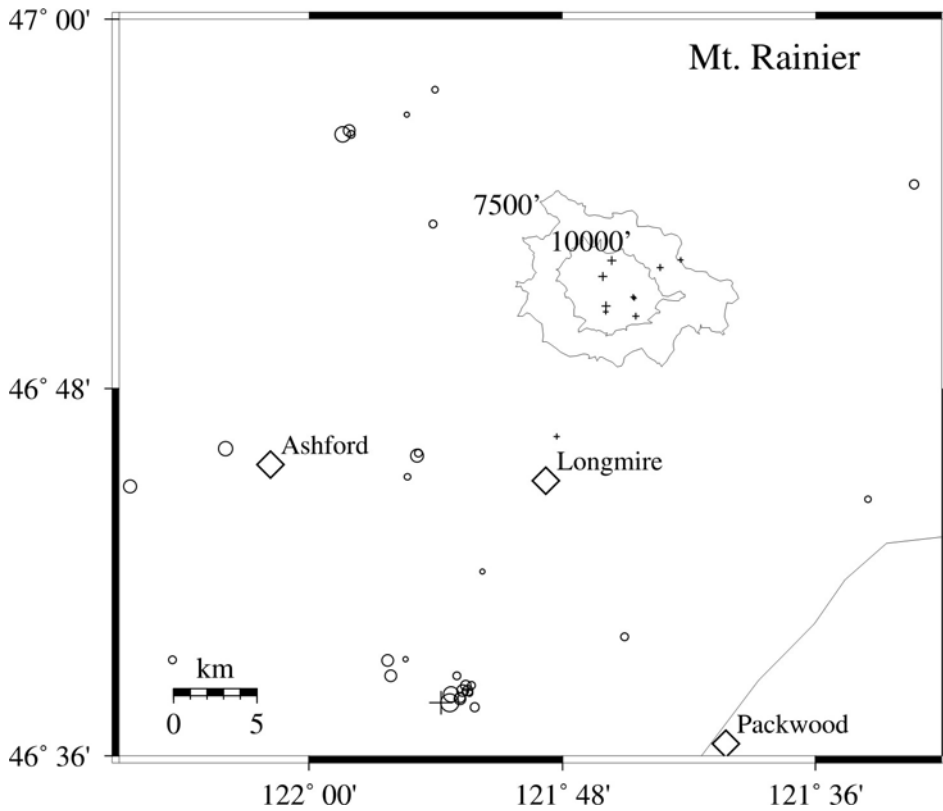 47° 00'
Mt. Rainier
7500'
10000'
46° 48'
Ashford
Longmire
km
0 5
Packwood
46° 36'
122° 00' 121° 48' 121° 36'